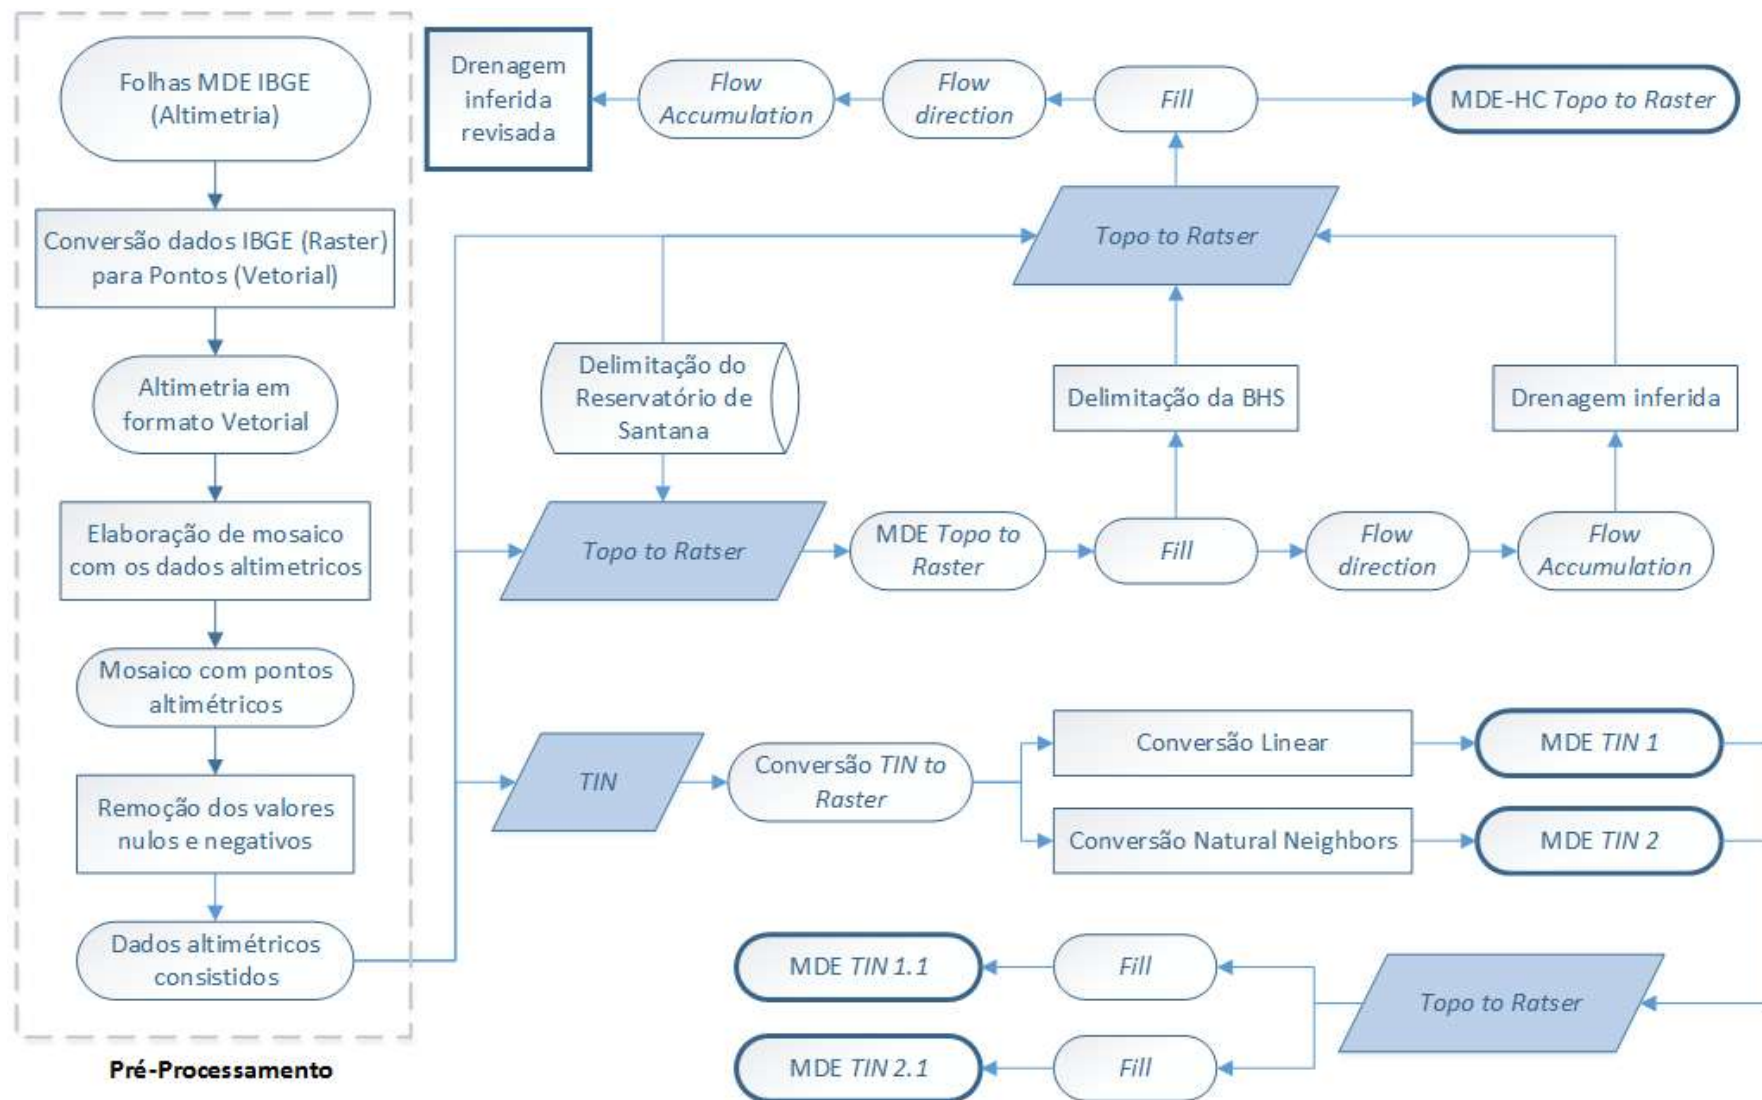 Folhas MDE IBGE
(Altimetria)
Conversão dados IBGE (Raster)
para Pontos (Vetorial)
Altimetria em
formato Vetorial
Elaboração de mosaico
com os dados altimetricos
Mosaico com pontos
altimétricos
Remoção dos valores
nulos e negativos
Dados altimétricos
consistidos
Pré-Processamento
Drenagem
inferida
revisada
Flow
Accumulation
Flow
direction
Fill
MDE-HC Topo to Raster
Topo to Ratser
Delimitação do
Reservatório de
Santana
Delimitação da BHS
Drenagem inferida
Topo to Ratser
MDE Topo to
Raster
Fill
Flow
direction
Flow
Accumulation
TIN
Conversão TIN to
Raster
Conversão Linear
MDE TIN 1
Conversão Natural Neighbors
MDE TIN 2
MDE TIN 1.1
Fill
Topo to Ratser
MDE TIN 2.1
Fill